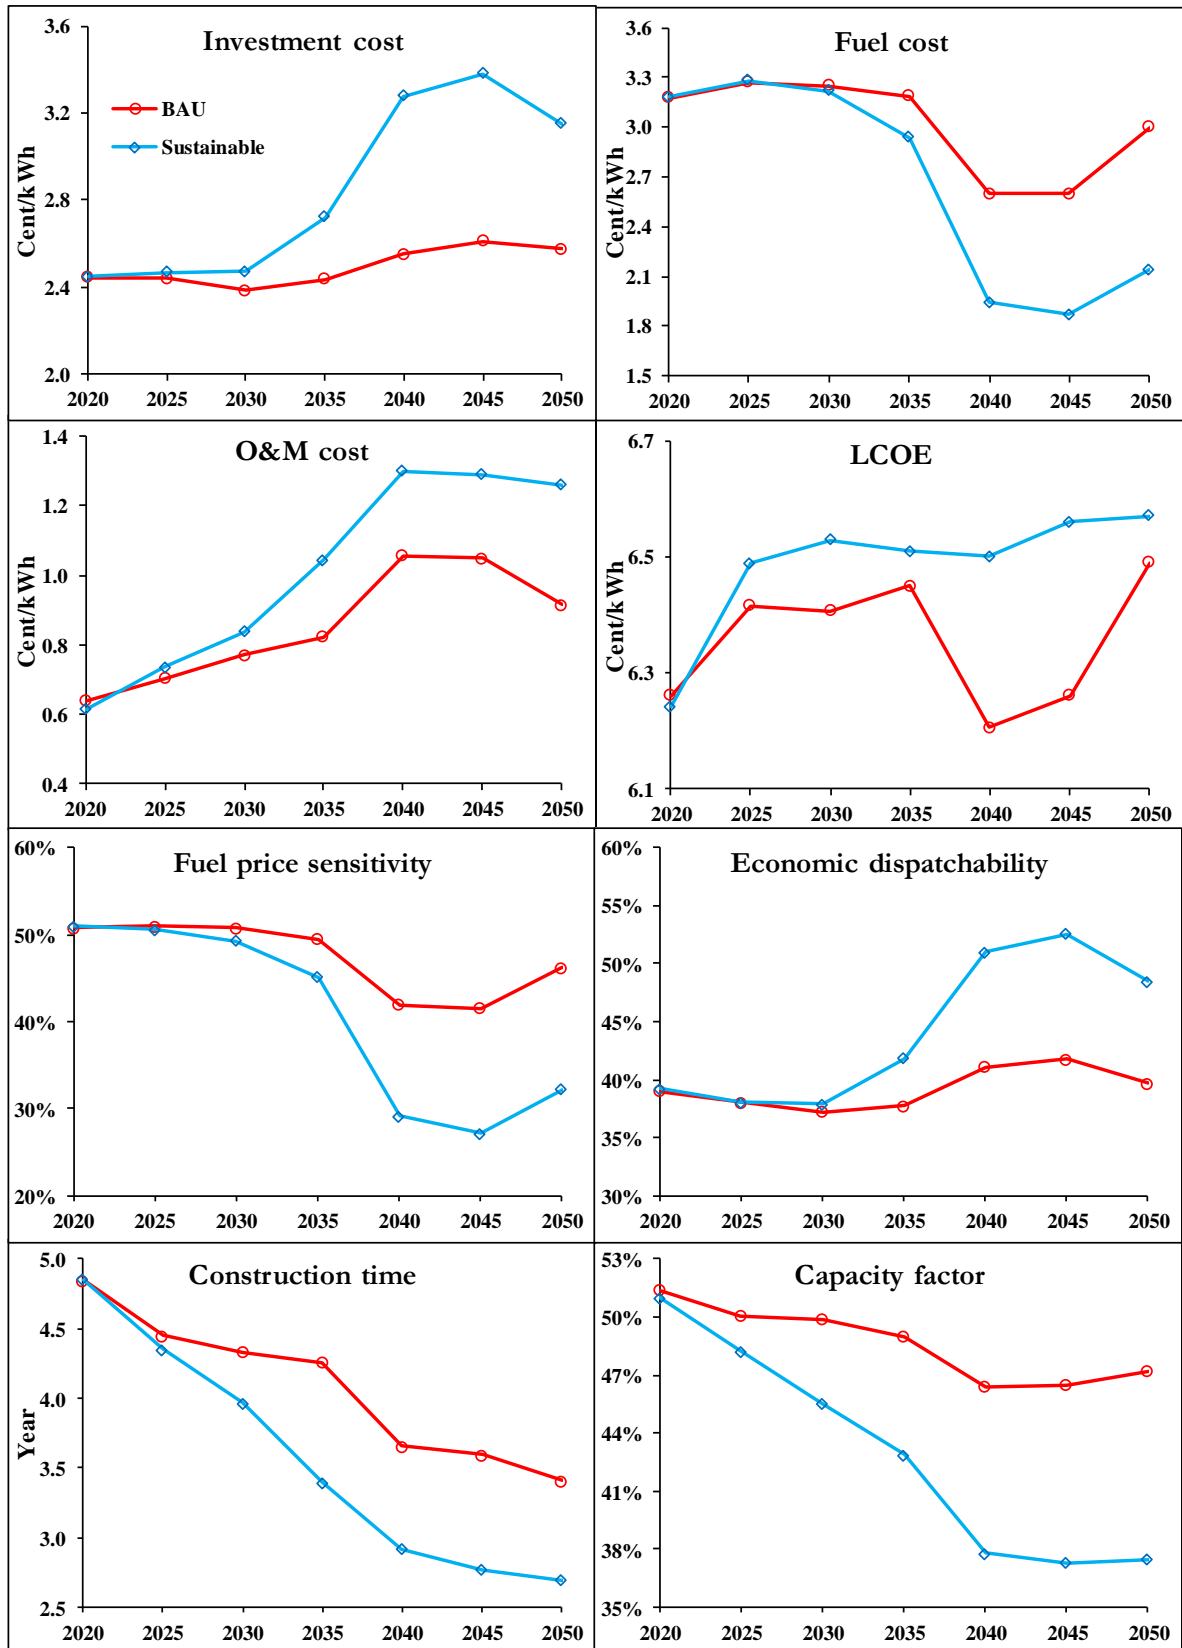 Investment cost
Cent/kWh
3.6
3.2
2.8
2.4
2.0
BAU
Sustainable
2020 2025 2030 2035 2040 2045 2050
Fuel cost
Cent/kWh
3.6
3.3
3.0
2.7
2.4
2.1
1.8
1.5
2020 2025 2030 2035 2040 2045 2050
O&M cost
Cent/kWh
1.4
1.2
1.0
0.8
0.6
0.4
2020 2025 2030 2035 2040 2045 2050
LCOE
Cent/kWh
6.7
6.5
6.3
6.1
2020 2025 2030 2035 2040 2045 2050
Fuel price sensitivity
60%
50%
40%
30%
20%
2020 2025 2030 2035 2040 2045 2050
Economic dispatchability
60%
55%
50%
45%
40%
35%
30%
2020 2025 2030 2035 2040 2045 2050
Construction time
Year
5.0
4.5
4.0
3.5
3.0
2.5
2020 2025 2030 2035 2040 2045 2050
Capacity factor
53%
50%
47%
44%
41%
38%
35%
2020 2025 2030 2035 2040 2045 2050